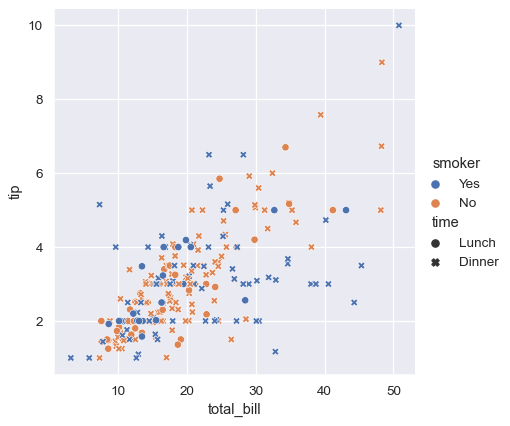 10
8
6
4
2
tip
10
20
30
40
50
total_bill
smoker
Yes
No
time
Lunch
Dinner